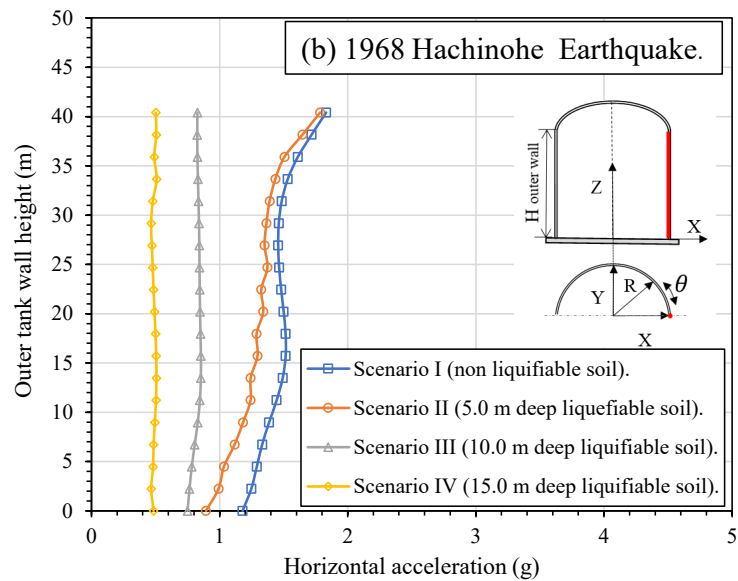 (b) 1968 Hachinohe Earthquake.
50
45
40
35
30
25
20
15
10
5
0
Outer tank wall height (m)
H outer wall
Z
X
Y
R
θ
X
Scenario I (non liquifiable soil).
Scenario II (5.0 m deep liquefiable soil).
Scenario III (10.0 m deep liquifiable soil).
Scenario IV (15.0 m deep liquifiable soil).
0 1 2 3 4 5
Horizontal acceleration (g)